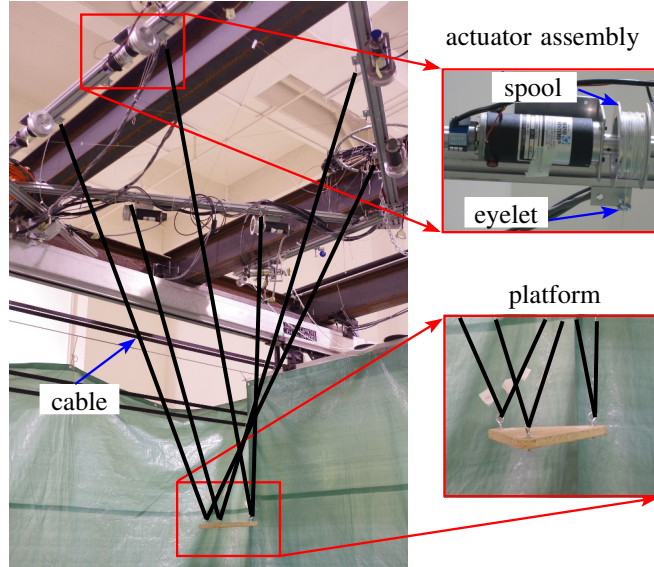 actuator assembly
spool
eyelet
platform
cable